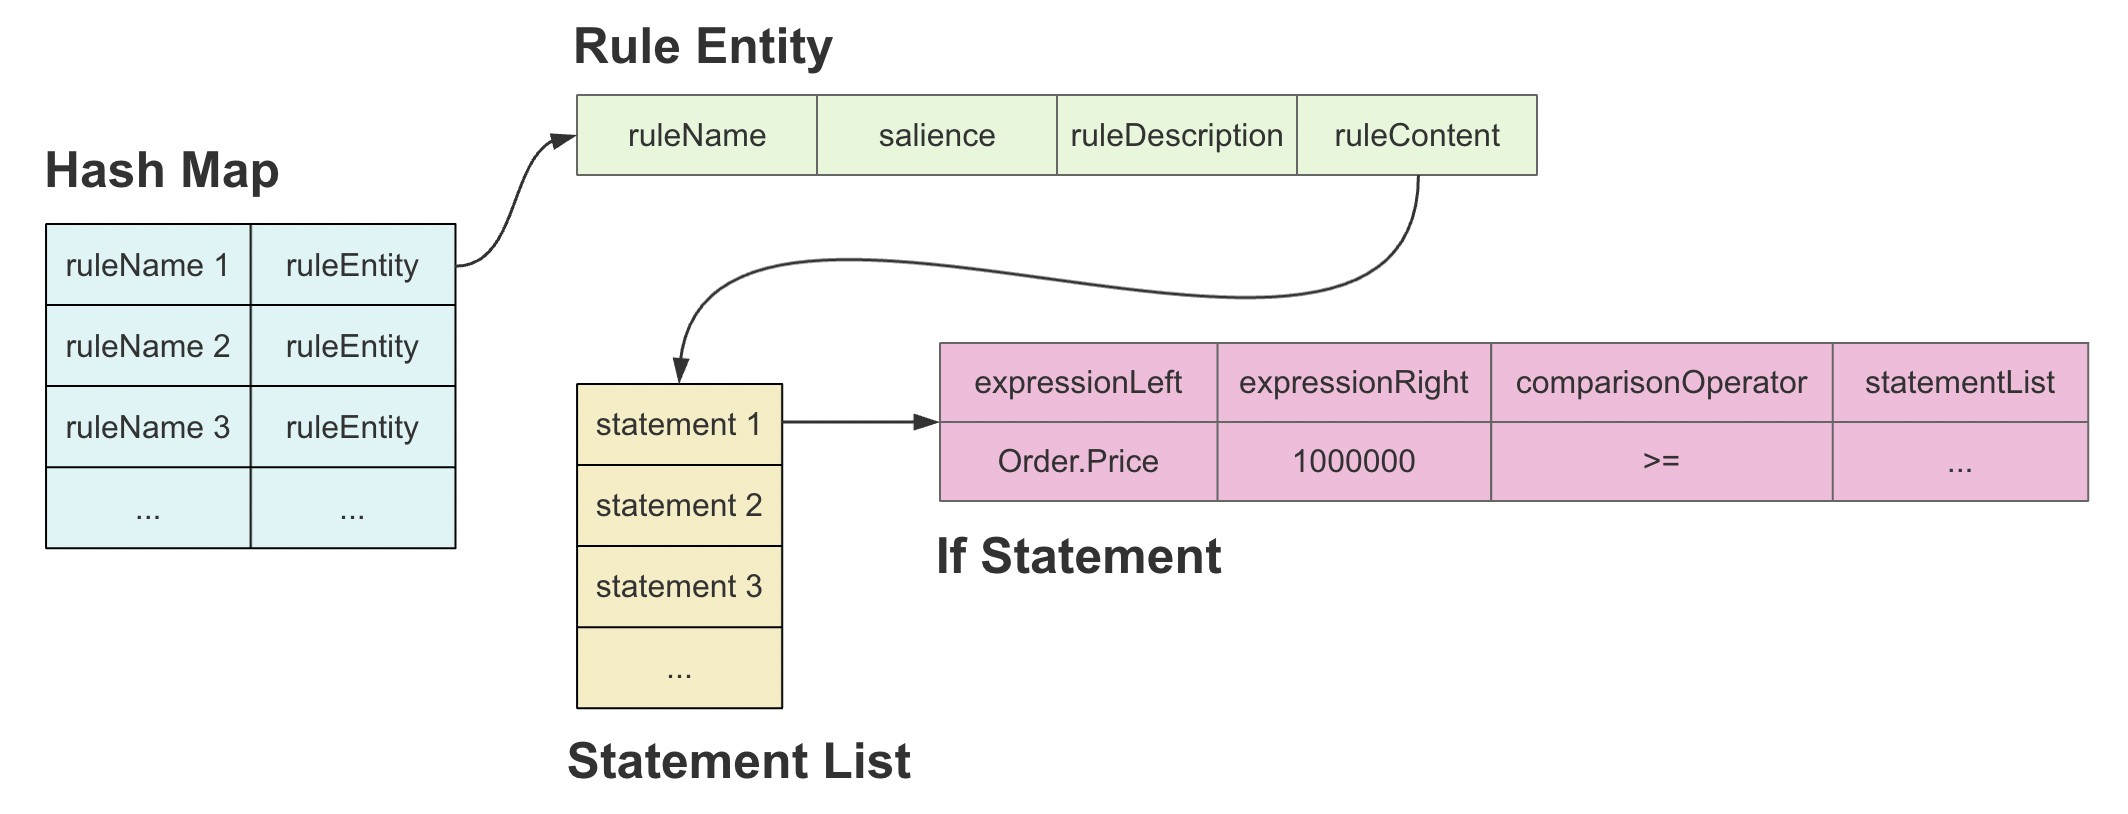 Rule Entity
ruleName salience ruleDescription ruleContent
Hash Map
ruleName 1 ruleEntity
ruleName 2 ruleEntity
ruleName 3 ruleEntity
... ...
statement 1
statement 2
statement 3
...
Statement List
expressionLeft expressionRight comparisonOperator statementList
Order.Price 1000000 >= ...
If Statement